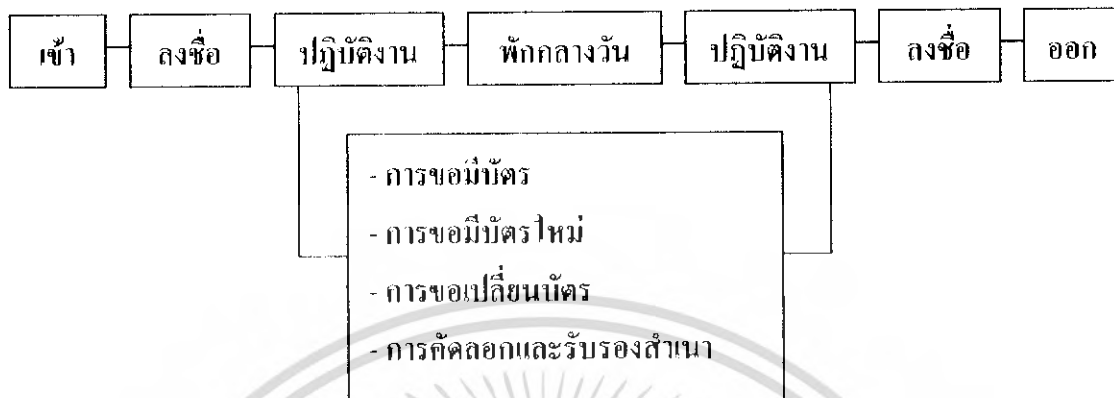 เข้า ลงชื่อ ปฏิบัติงาน พักกลางวัน ปฏิบัติงาน ลงชื่อ ออก
- การขอมีบัตร
- การขอมีบัตรใหม่
- การขอเปลี่ยนบัตร
- การคัดลอกและรับรองสำเนา